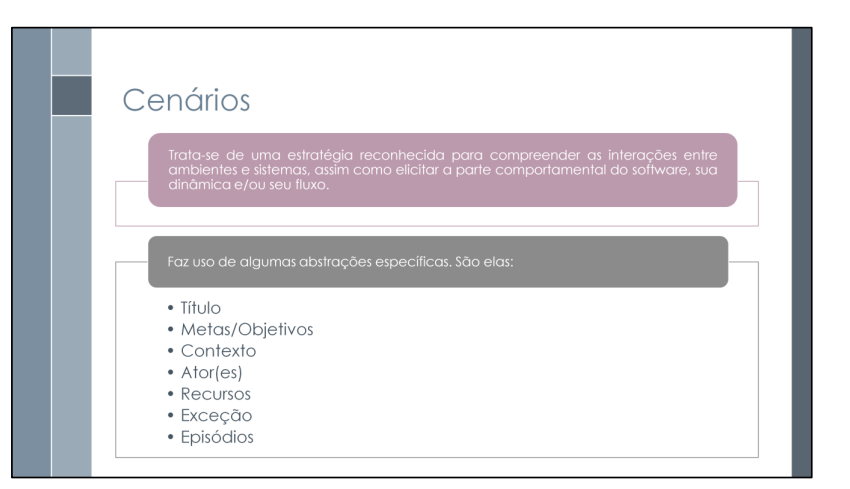 Cenários
Trata-se de uma estratégia reconhecida para compreender as interações entre
ambientes e sistemas, assim como elicitar a parte comportamental do software, sua
dinâmica e/ou seu fluxo.
Faz uso de algumas abstrações específicas. São elas:
• Título
• Metas/Objetivos
• Contexto
• Ator(es)
• Recursos
• Exceção
• Episódios